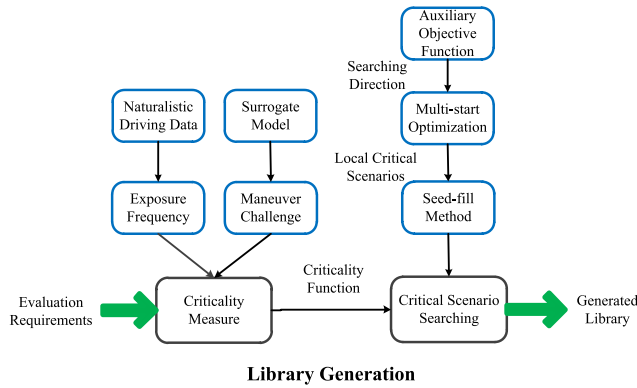 Auxiliary
Objective
Function
Searching
Direction
Naturalistic
Driving Data
Surrogate
Model
Multi-start
Optimization
Local Critical
Scenarios
Exposure
Frequency
Maneuver
Challenge
Seed-fill
Method
Evaluation
Requirements
Criticality
Measure
Criticality
Function
Critical Scenario
Searching
Generated
Library
Library Generation